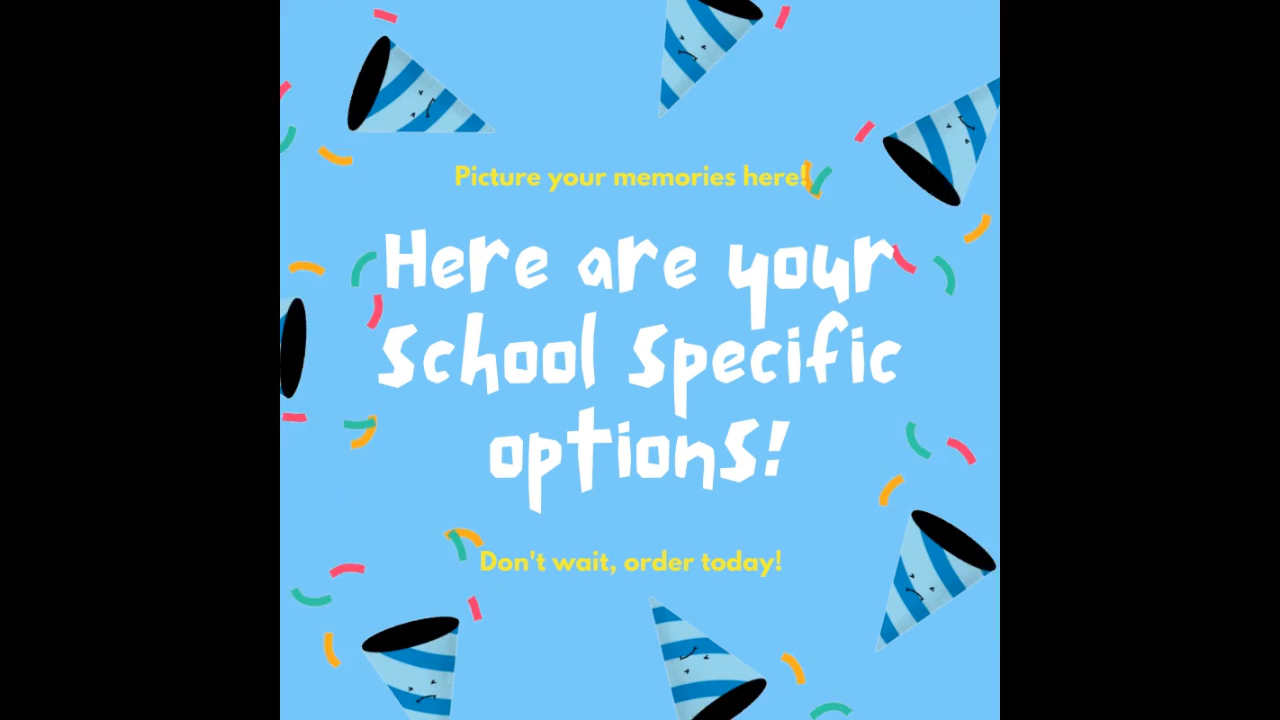 Picture your memories here!
Here are your
School Specific
options!
Don't wait, order today!